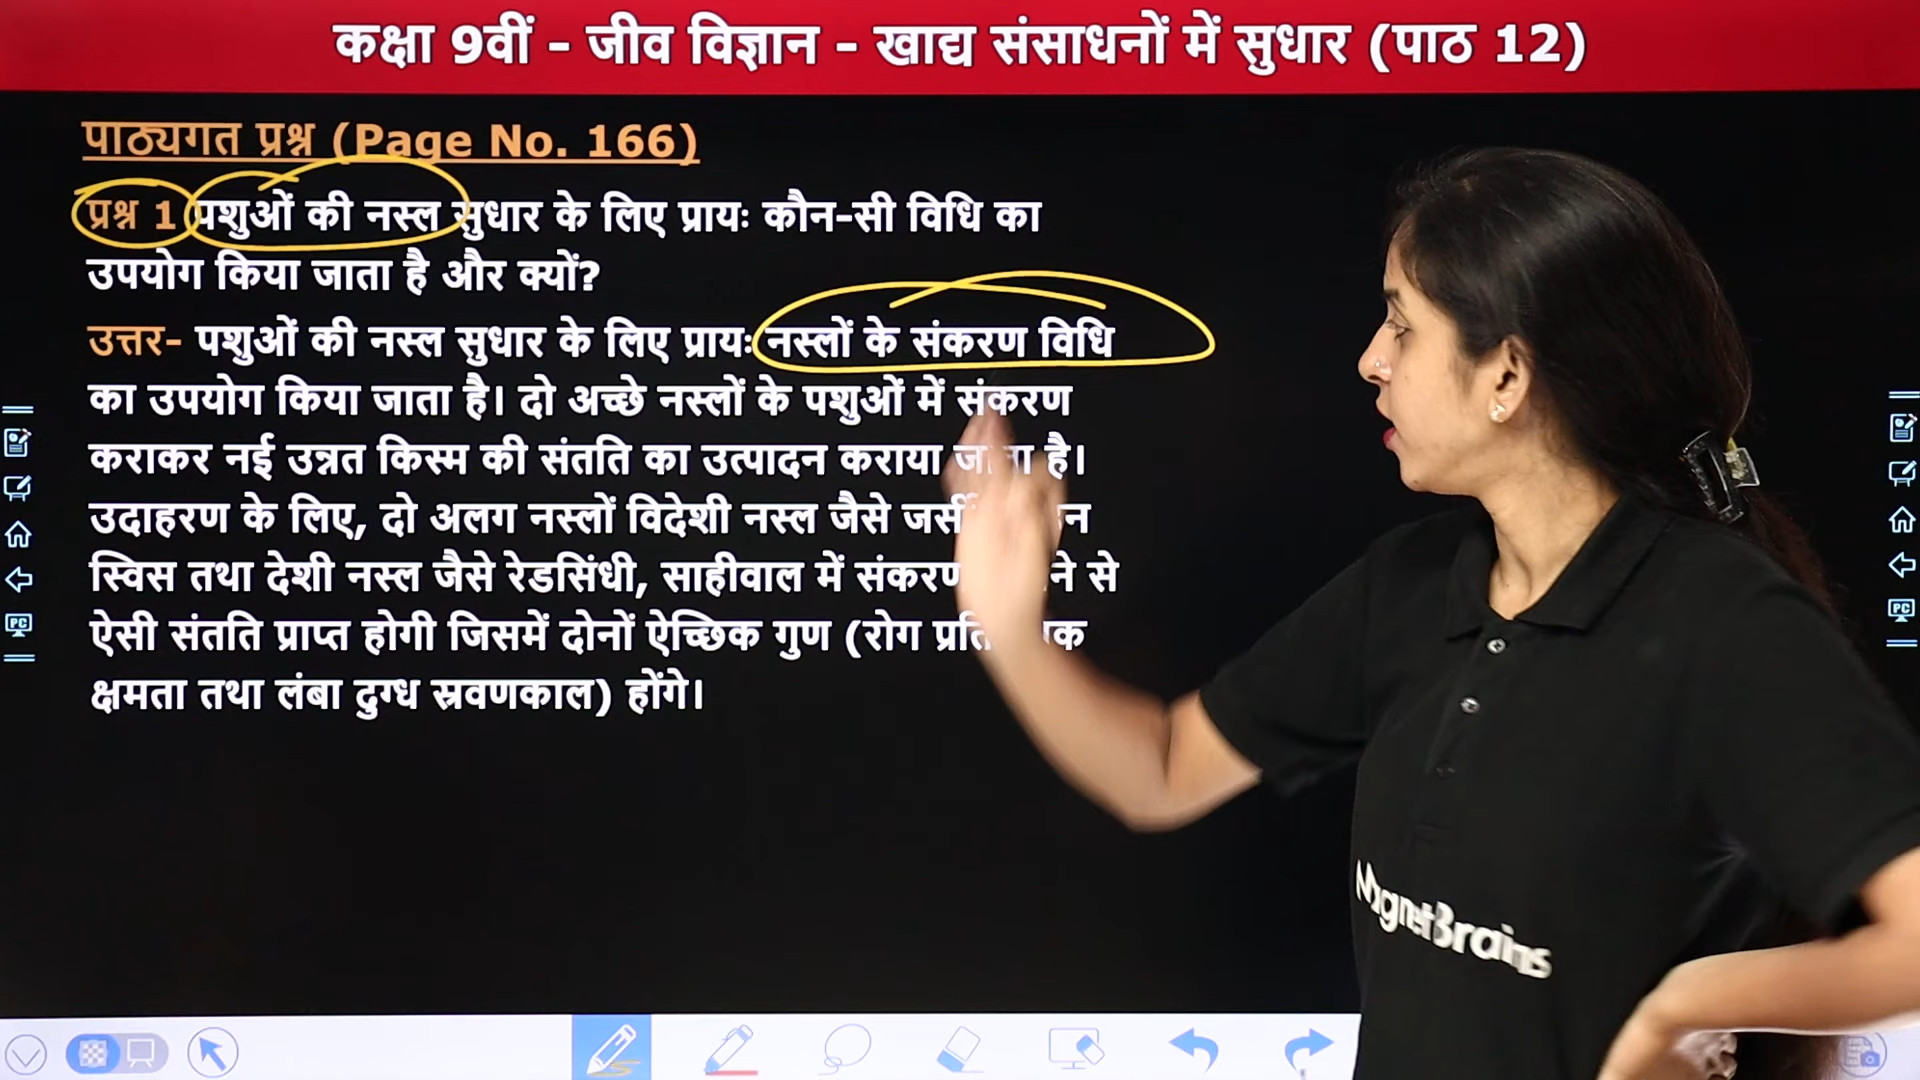 कक्षा 9वीं - जीव विज्ञान - खाद्य संसाधनों में सुधार (पाठ 12)
पाठ्यगत प्रश्न (Page No. 166)
प्रश्न 1 पशुओं की नस्ल सुधार के लिए प्रायः कौन-सी विधि का
उपयोग किया जाता है और क्यों?
उत्तर- पशुओं की नस्ल सुधार के लिए प्रायः नस्लों के संकरण विधि
का उपयोग किया जाता है। दो अच्छे नस्लों के पशुओं में संकरण
कराकर नई उन्नत किस्म की संतति का उत्पादन कराया है।
उदाहरण के लिए, दो अलग नस्लों विदेशी नस्ल जैसे
स्विस तथा देशी नस्ल जैसे रेडसिंधी, साहीवाल में संकरण से
ऐसी संतति प्राप्त होगी जिसमें दोनों ऐच्छिक गुण (रोग
क्षमता तथा लंबा दुग्ध स्रवणकाल) होंगे।
MagnetBrains
PC
PC